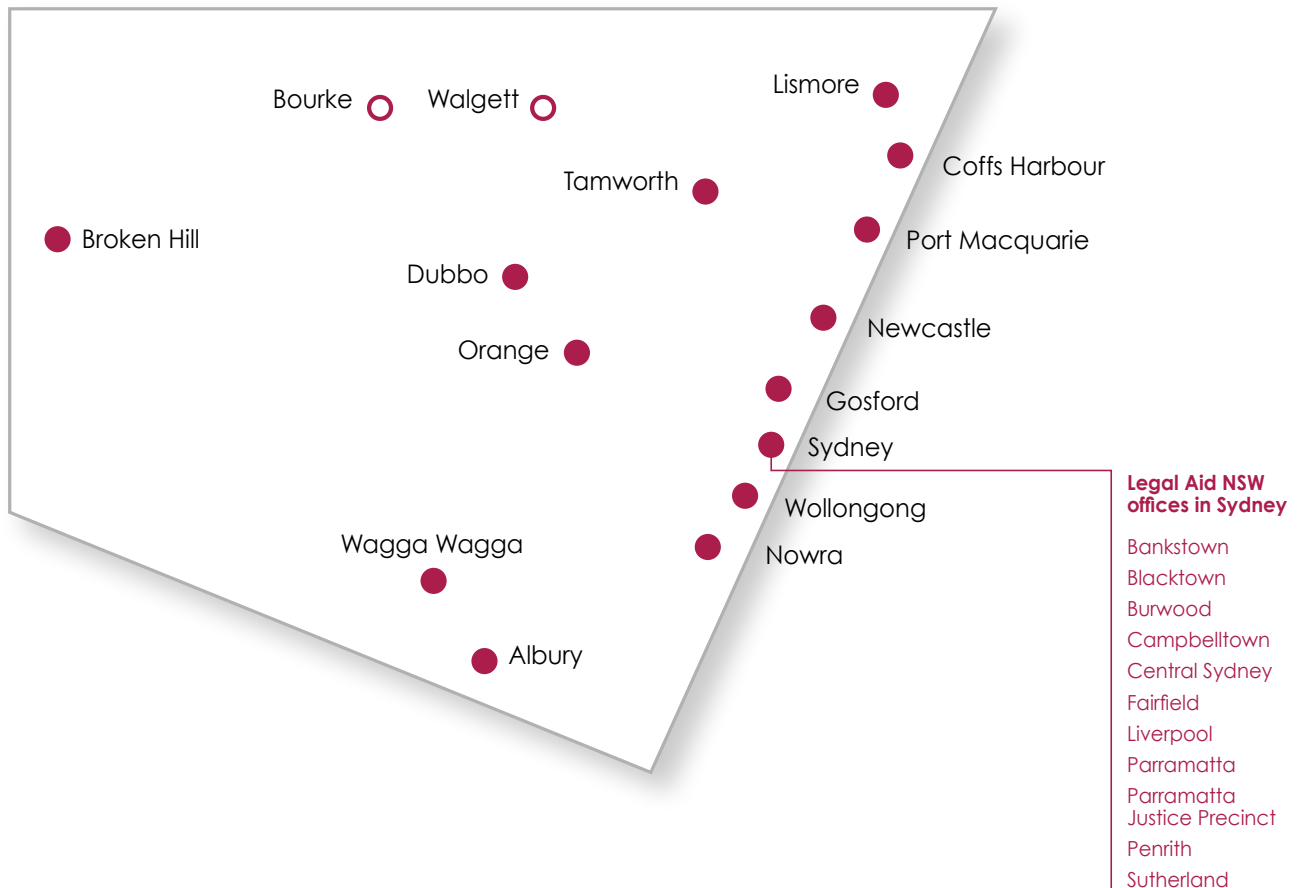 Lismore
Bourke
Walgett
Coffs Harbour
Tamworth
Broken Hill
Port Macquarie
Dubbo
Newcastle
Orange
Gosford
Sydney
Legal Aid NSW
offices in Sydney
Wollongong
Wagga Wagga
Nowra
Albury
Bankstown
Blacktown
Burwood
Campbelltown
Central Sydney
Fairfield
Liverpool
Parramatta
Parramatta
Justice Precinct
Penrith
Sutherland